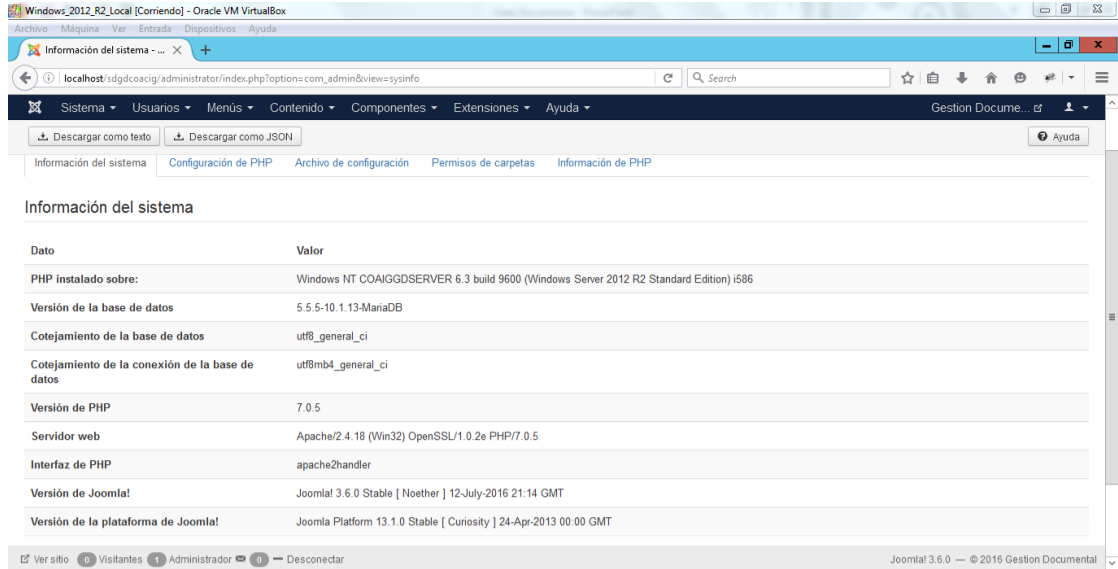 Windows_2012_R2_Local [Corriendo] - Oracle VM VirtualBox
Archivo Máquina Ver Entrada Dispositivos Ayuda
Información del sistema - ...
localhost/sdgdcoacig/administrator/index.php?option=com_admin&view=sysinfo
Search
Sistema Usuarios Menús Contenido Componentes Extensiones Ayuda Gestion Docume...
Descargar como texto Descargar como JSON Ayuda
Información del sistema Configuración de PHP Archivo de configuración Permisos de carpetas Información de PHP
Información del sistema
Dato Valor
PHP instalado sobre: Windows NT COAIGGDSERVER 6.3 build 9600 (Windows Server 2012 R2 Standard Edition) i586
Versión de la base de datos 5.5.5-10.1.13-MariaDB
Cotejamiento de la base de datos utf8_general_ci
Cotejamiento de la conexión de la base de utf8mb4_general_ci
datos
Versión de PHP 7.0.5
Servidor web Apache/2.4.18 (Win32) OpenSSL/1.0.2e PHP/7.0.5
Interfaz de PHP apache2handler
Versión de Joomla! Joomla! 3.6.0 Stable [ Noether ] 12-July-2016 21:14 GMT
Versión de la plataforma de Joomla! Joomla Platform 13.1.0 Stable [ Curiosity ] 24-Apr-2013 00:00 GMT
Ver sitio 0 Visitantes 1 Administrador 0 Desconectar Joomla! 3.6.0 — © 2016 Gestion Documental